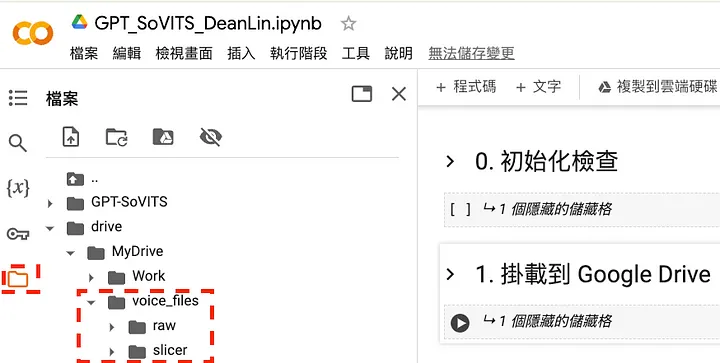 GPT_SoVITS_DeanLin.ipynb
檔案 編輯 檢視畫面 插入 執行階段 工具 說明 無法儲存變更
檔案
+ 程式碼 + 文字 複製到雲端硬碟
{x}
..
GPT-SoVITS
drive
MyDrive
Work
voice_files
raw
slicer
0. 初始化檢查
[ ] ↳ 1 個隱藏的儲藏格
1. 掛載到 Google Drive
↳ 1 個隱藏的儲藏格